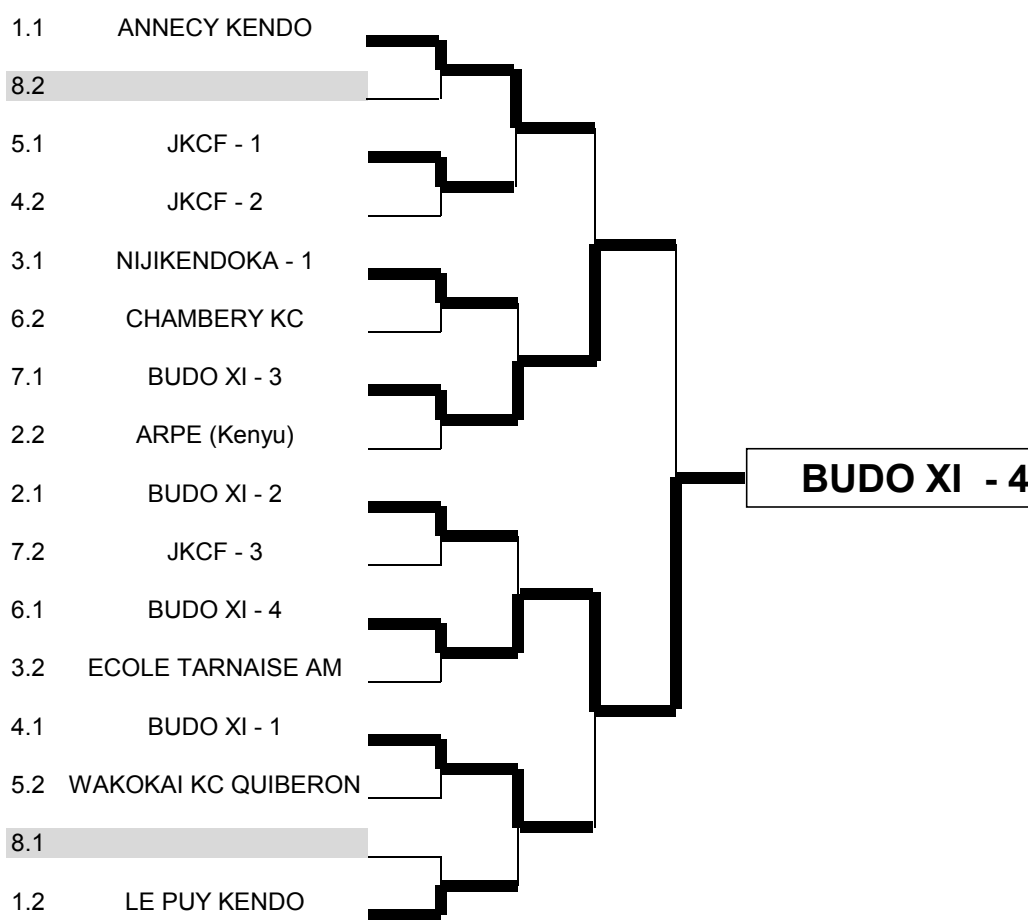 1.1 ANNECY KENDO
8.2
5.1 JKCF - 1
4.2 JKCF - 2
3.1 NIJIKENDOKA - 1
6.2 CHAMBERY KC
7.1 BUDO XI - 3
2.2 ARPE (Kenyu)
BUDO XI - 4
2.1 BUDO XI - 2
7.2 JKCF - 3
6.1 BUDO XI - 4
3.2 ECOLE TARNAISE AM
4.1 BUDO XI - 1
5.2 WAKOKAI KC QUIBERON
8.1
1.2 LE PUY KENDO